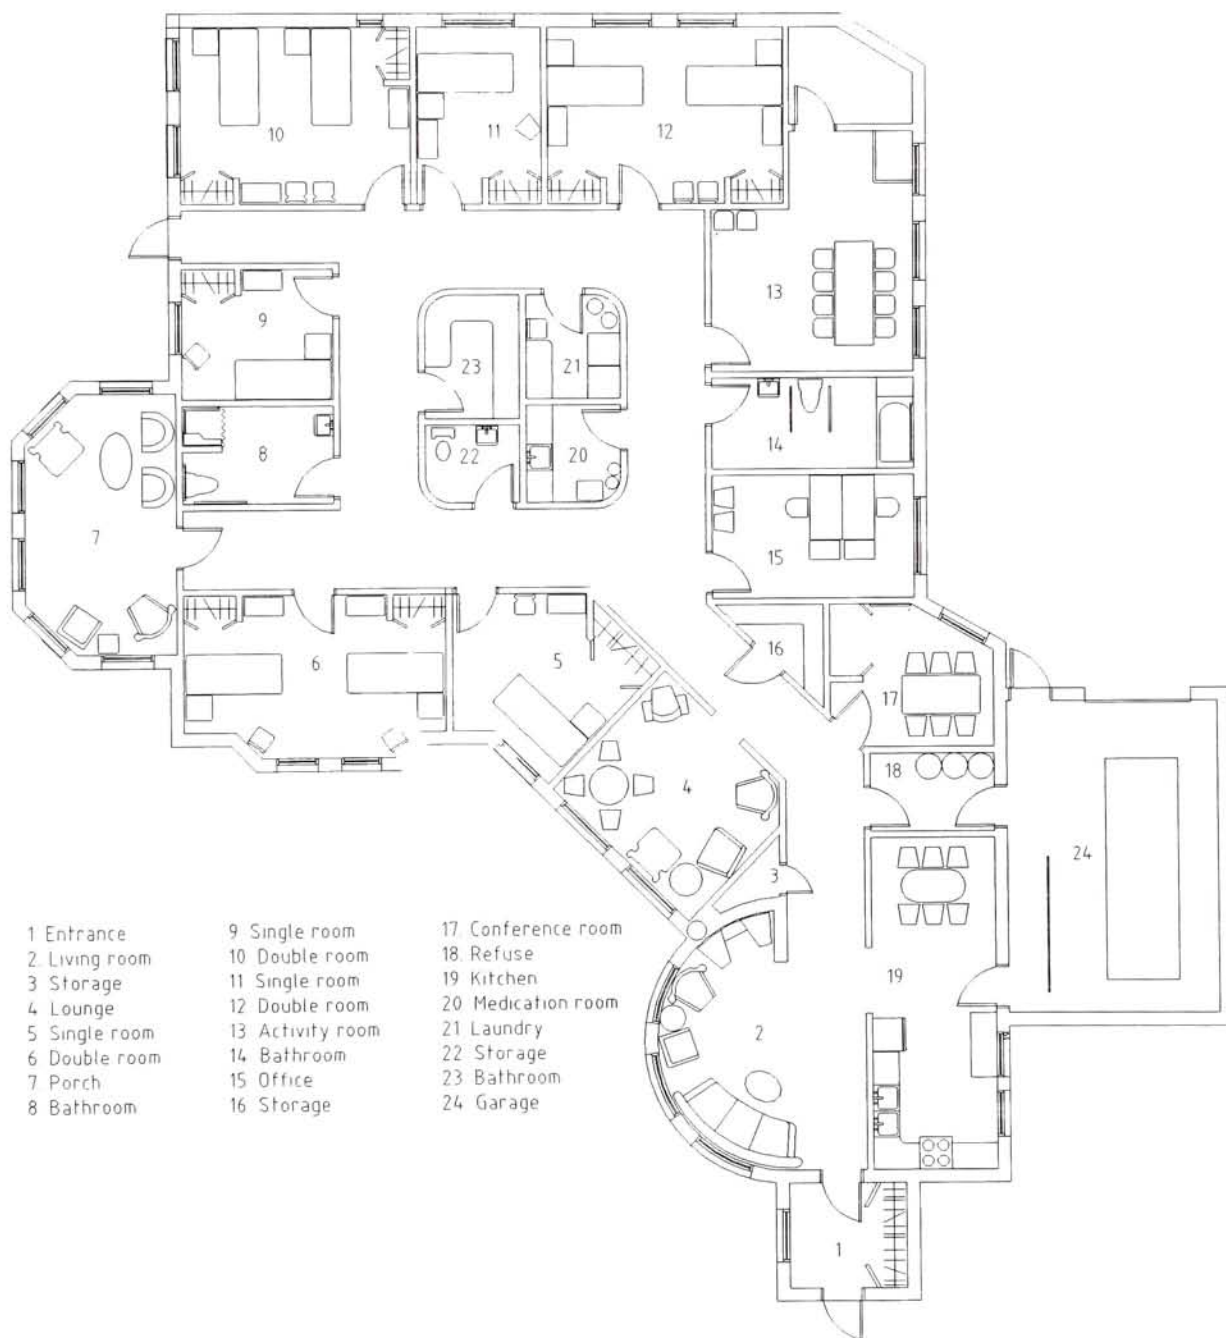 10
11
12
13
9
23
21
8
22
20
14
7
15
6
5
16
17
4
18
3
24
19
2
1
1 Entrance
2. Living room
3 Storage
4 Lounge
5 Single room
6 Double room
7 Porch
8 Bathroom
9 Single room
10 Double room
11 Single room
12 Double room
13 Activity room
14 Bathroom
15 Office
16 Storage
17 Conference room
18. Refuse
19 Kitchen
20 Medication room
21 Laundry
22 Storage
23 Bathroom
24 Garage